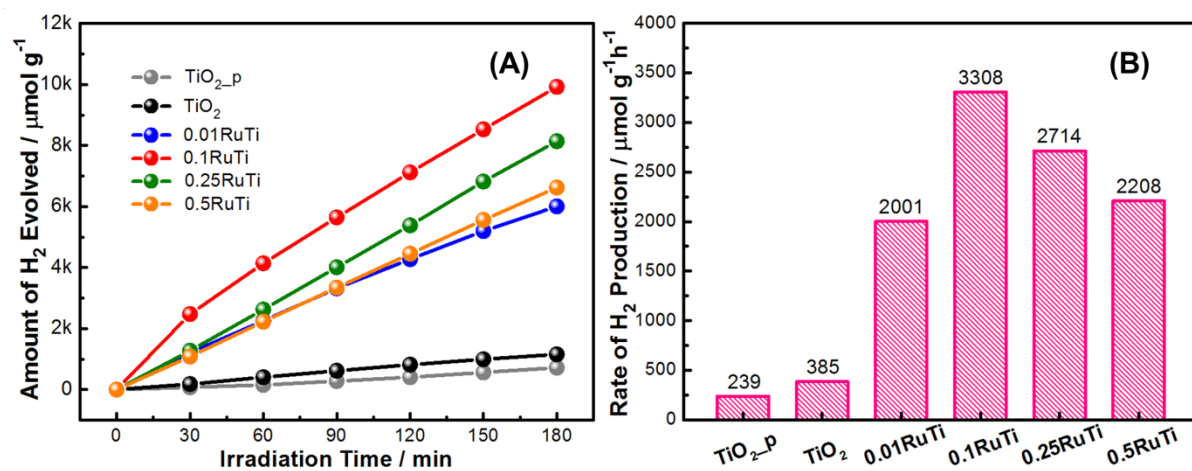 (A)
Amount of H₂ Evolved / μmol g⁻¹
12k
10k
8k
6k
4k
2k
0
TiO₂_p
TiO₂
0.01RuTi
0.1RuTi
0.25RuTi
0.5RuTi
0 30 60 90 120 150 180
Irradiation Time / min
(B)
Rate of H₂ Production / μmol g⁻¹h⁻¹
4000
3500
3000
2500
2000
1500
1000
500
0
239
385
2001
3308
2714
2208
TiO₂_p TiO₂ 0.01RuTi 0.1RuTi 0.25RuTi 0.5RuTi